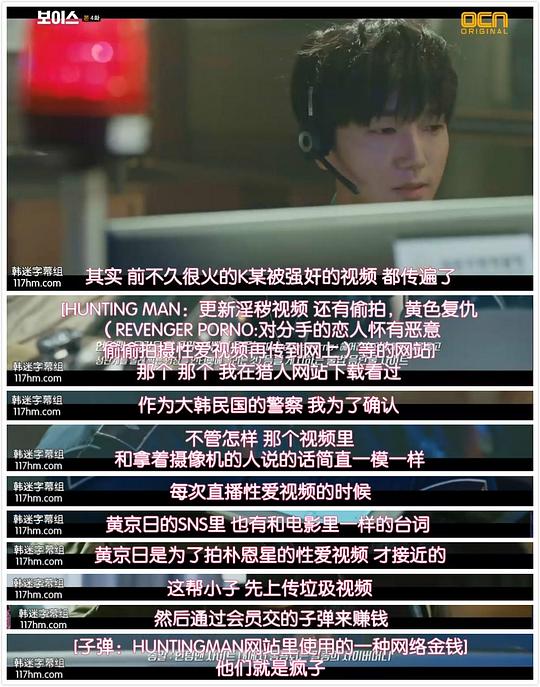 보이스 본 4화
OCN
ORIGINAL
韩迷字幕组
117hm.com
其实 前不久很火的K某被强奸的视频 都传遍了
[HUNTING MAN：更新淫秽视频 还有偷拍，黄色复仇
（REVENGER PORNO:对分手的恋人怀有恶意
偷偷拍摄性爱视频再传到网上）等的网站]
韩迷字幕组
117hm.com
那个 那个 我在猎人网站下载看过
韩迷字幕组
117hm.com
作为大韩民国的警察 我为了确认
不管怎样 那个视频里
韩迷字幕组
117hm.com
和拿着摄像机的人说的话简直一模一样
韩迷字幕组
117hm.com
每次直播性爱视频的时候
韩迷字幕组
117hm.com
黄京日的SNS里 也有和电影里一样的台词
韩迷字幕组
117hm.com
黄京日是为了拍朴恩星的性爱视频 才接近的
韩迷字幕组
117hm.com
这帮小子 先上传垃圾视频
韩迷字幕组
117hm.com
然后通过会员交的子弹来赚钱
[子弹：HUNTINGMAN网站里使用的一种网络金钱]
韩迷字幕组
117hm.com
他们就是疯子